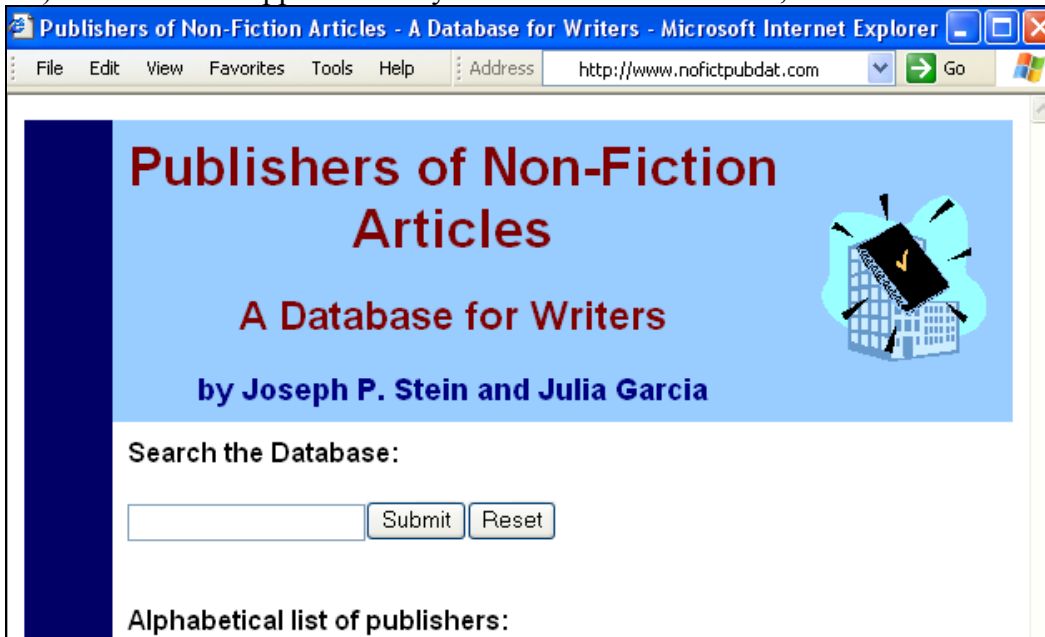 Publishers of Non-Fiction Articles - A Database for Writers - Microsoft Internet Explorer
File Edit View Favorites Tools Help Address http://www.nofictpubdat.com Go
Publishers of Non-Fiction
Articles
A Database for Writers
by Joseph P. Stein and Julia Garcia
Search the Database:
Submit Reset
Alphabetical list of publishers: